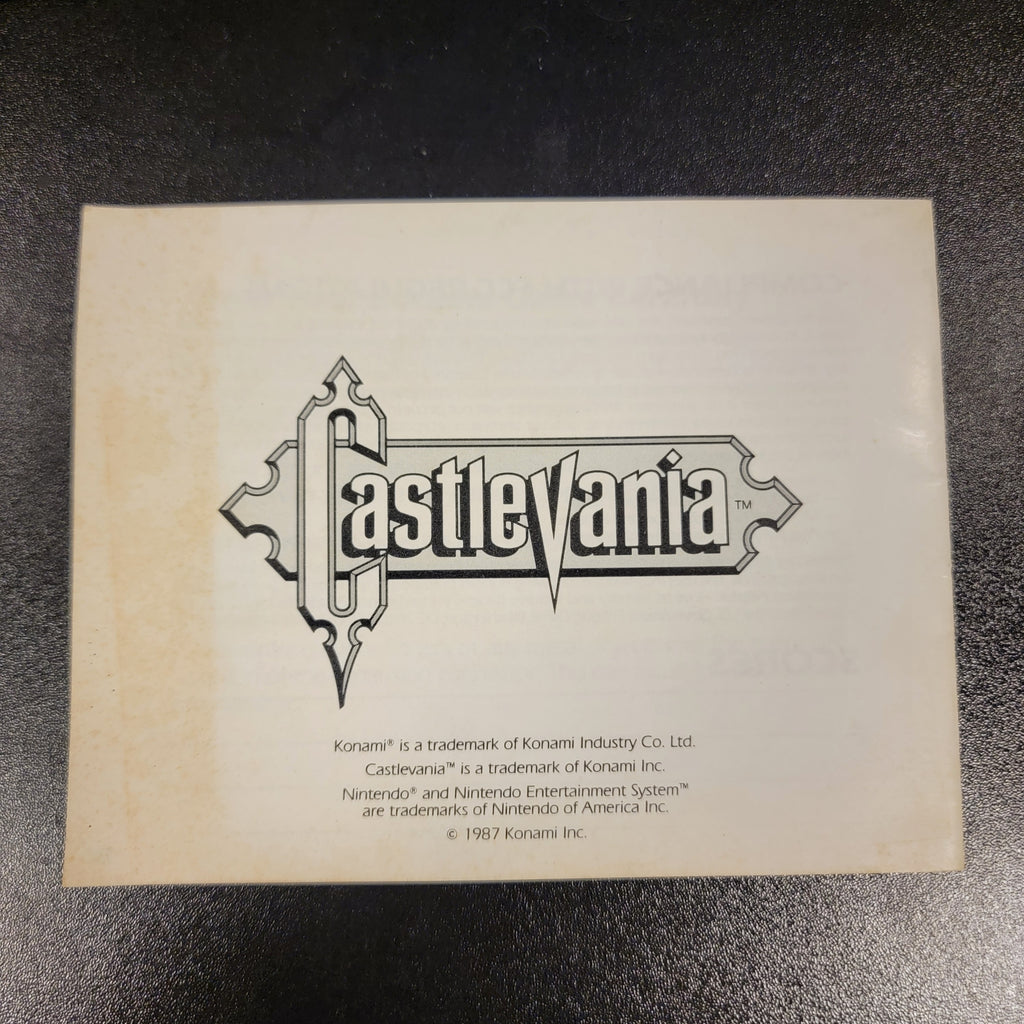 CastleVania™
Konami® is a trademark of Konami Industry Co. Ltd.
Castlevania™ is a trademark of Konami Inc.
Nintendo® and Nintendo Entertainment System™
are trademarks of Nintendo of America Inc.
© 1987 Konami Inc.